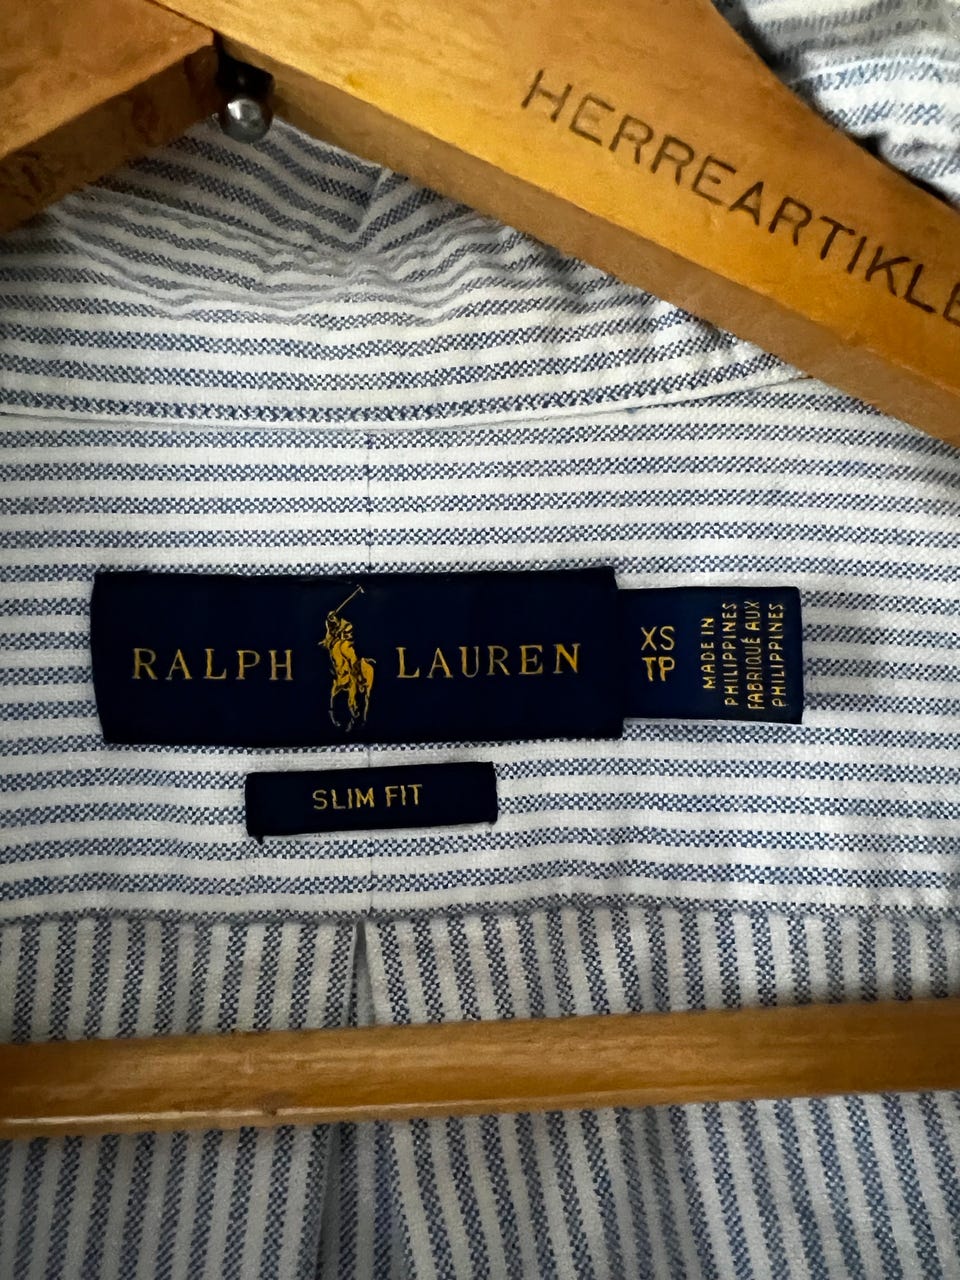 HERREARTIKLE
RALPH LAUREN
XS
TP
MADE IN
PHILIPPINES
FABRIQUÉ AUX
PHILIPPINES
SLIM FIT